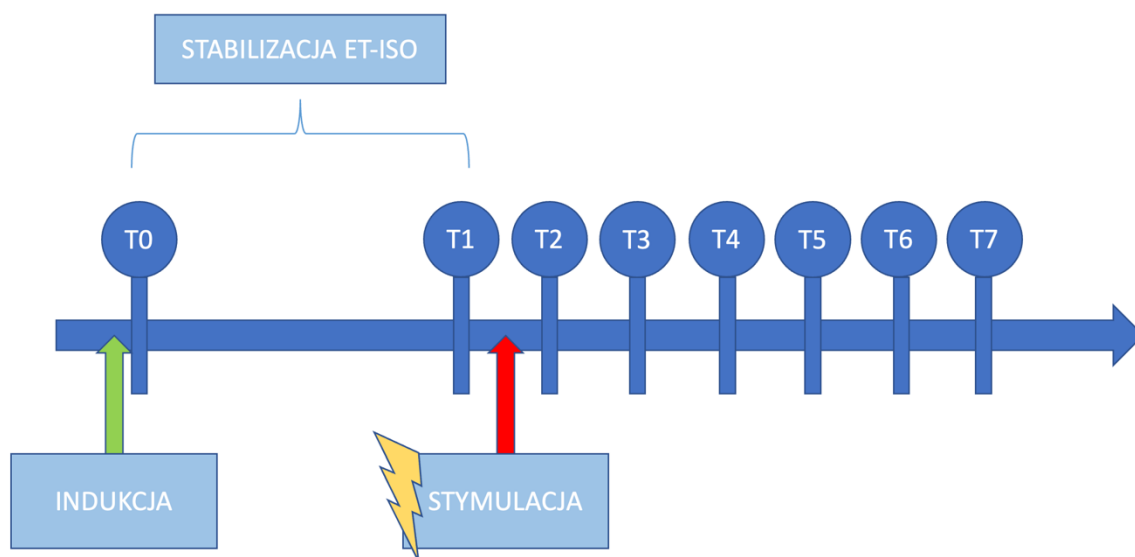 STABILIZACJA ET-ISO
T0 T1 T2 T3 T4 T5 T6 T7
INDUKCJA
STYMULACJA